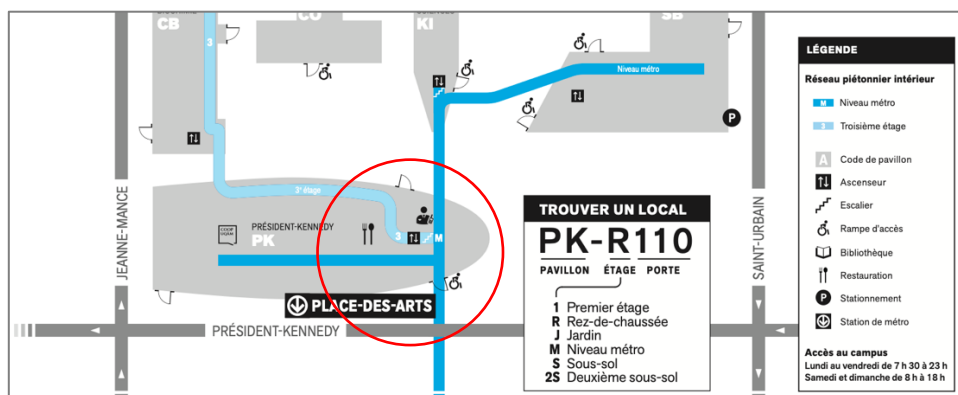 CB
CO
KI
SB
3
Niveau métro
P
3e étage
PRÉSIDENT-KENNEDY
PK
COOP
UQAM
3
M
PLACE-DES-ARTS
PRÉSIDENT-KENNEDY
JEANNE-MANCE
SAINT-URBAIN
TROUVER UN LOCAL
PK-R110
PAVILLON ÉTAGE PORTE
1 Premier étage
R Rez-de-chaussée
J Jardin
M Niveau métro
S Sous-sol
2S Deuxième sous-sol
LÉGENDE
Réseau piétonnier intérieur
M Niveau métro
3 Troisième étage
A Code de pavillon
Ascenseur
Escalier
Rampe d'accès
Bibliothèque
Restauration
P Stationnement
Station de métro
Accès au campus
Lundi au vendredi de 7 h 30 à 23 h
Samedi et dimanche de 8 h à 18 h